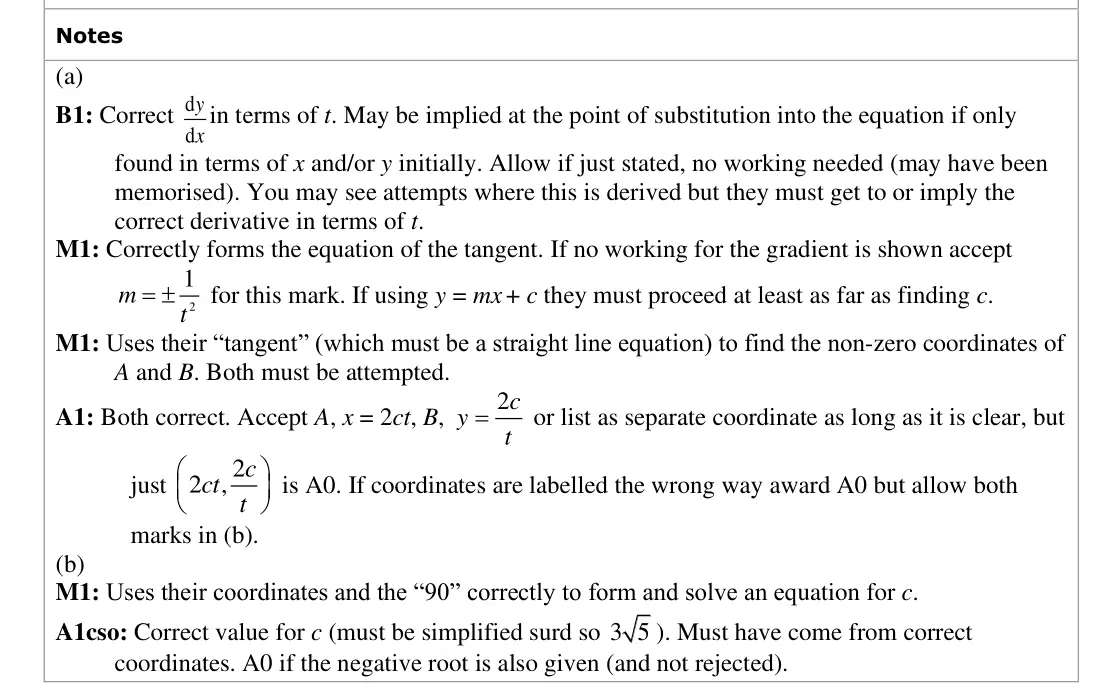 Notes
(a)
B1: Correct dy/dx in terms of t. May be implied at the point of substitution into the equation if only
found in terms of x and/or y initially. Allow if just stated, no working needed (may have been
memorised). You may see attempts where this is derived but they must get to or imply the
correct derivative in terms of t.
M1: Correctly forms the equation of the tangent. If no working for the gradient is shown accept
m = ±1/t² for this mark. If using y = mx + c they must proceed at least as far as finding c.
M1: Uses their “tangent” (which must be a straight line equation) to find the non-zero coordinates of
A and B. Both must be attempted.
A1: Both correct. Accept A, x = 2ct, B, y = 2c/t or list as separate coordinate as long as it is clear, but
just (2ct, 2c/t) is A0. If coordinates are labelled the wrong way award A0 but allow both
marks in (b).
(b)
M1: Uses their coordinates and the “90” correctly to form and solve an equation for c.
A1cso: Correct value for c (must be simplified surd so 3√5 ). Must have come from correct
coordinates. A0 if the negative root is also given (and not rejected).